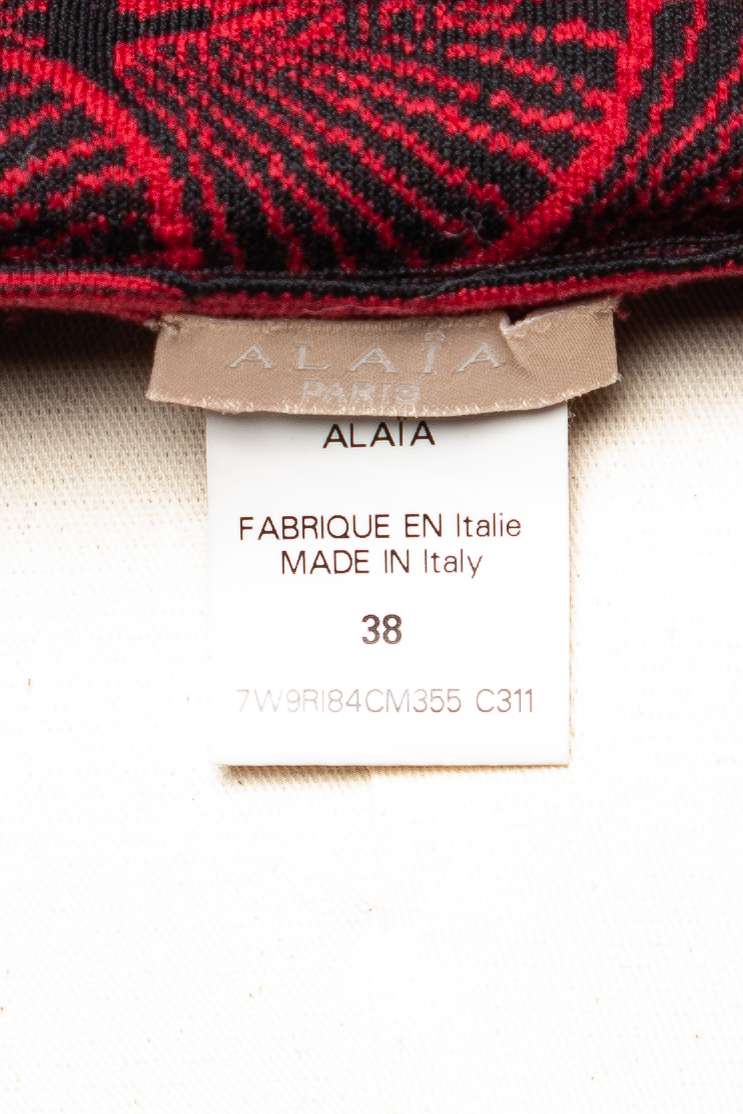 ALAÏA
PARIS
ALAÏA
FABRIQUE EN Italie
MADE IN Italy
38
7W9RI84CM355 C311